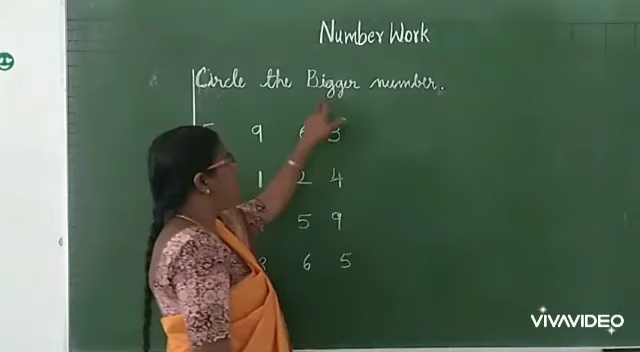 Number Work
Circle the Bigger number.
5 9 6 3
1 2 4
5 9
6 5
VIVAVIDEO